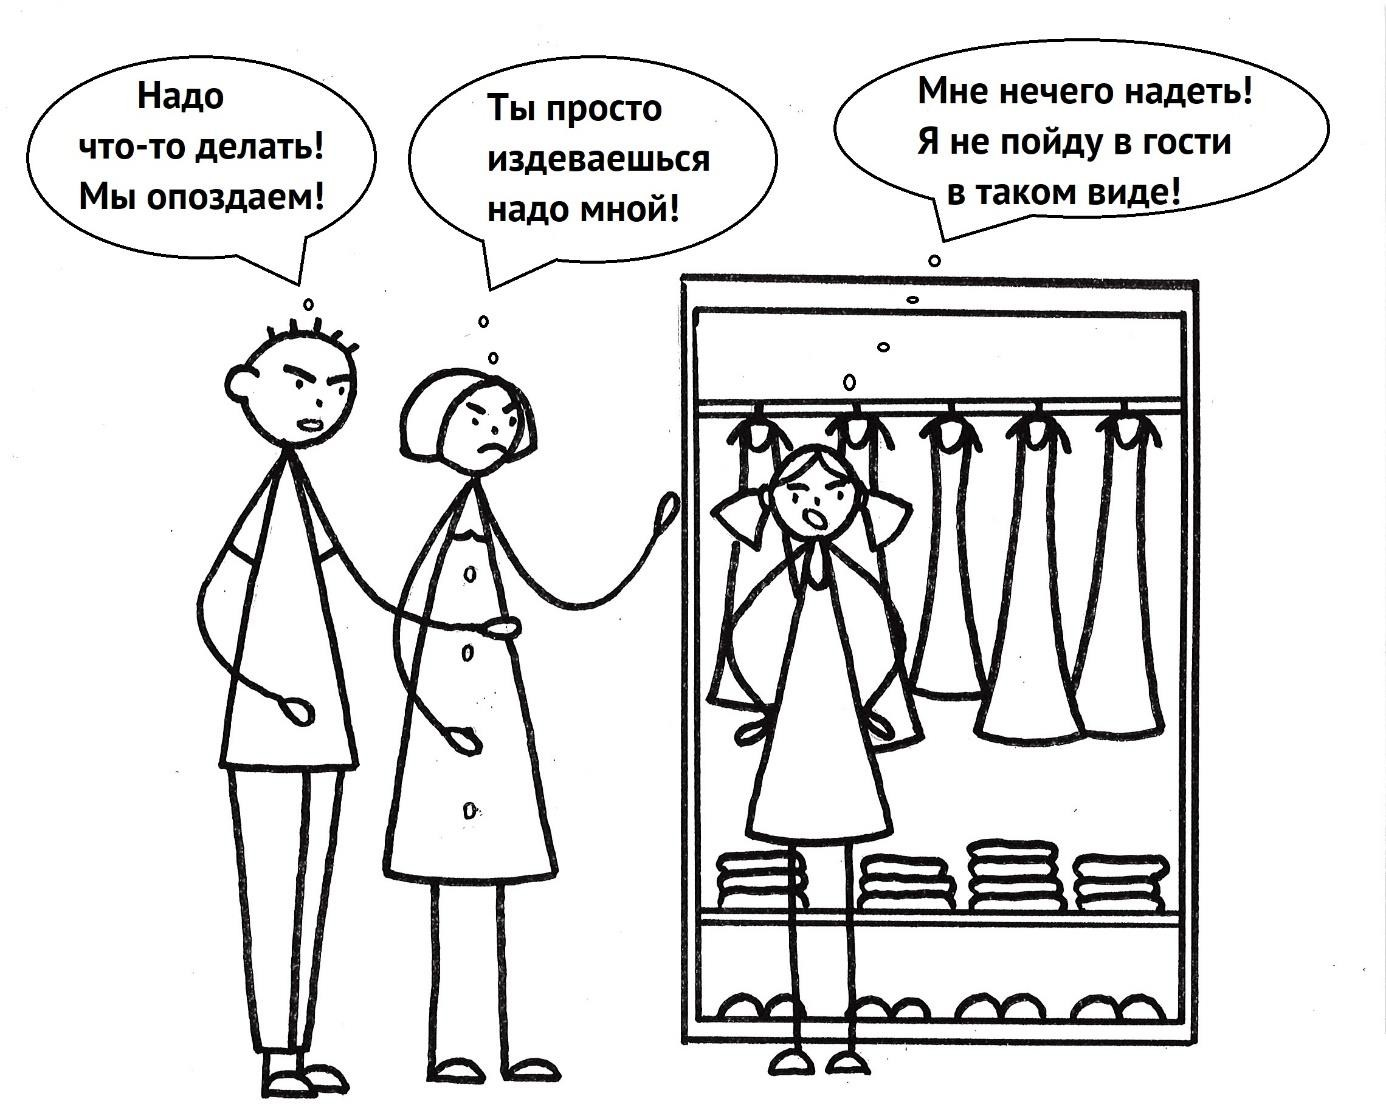 Надо
что-то делать!
Мы опоздаем!
Ты просто
издеваешься
надо мной!
Мне нечего надеть!
Я не пойду в гости
в таком виде!